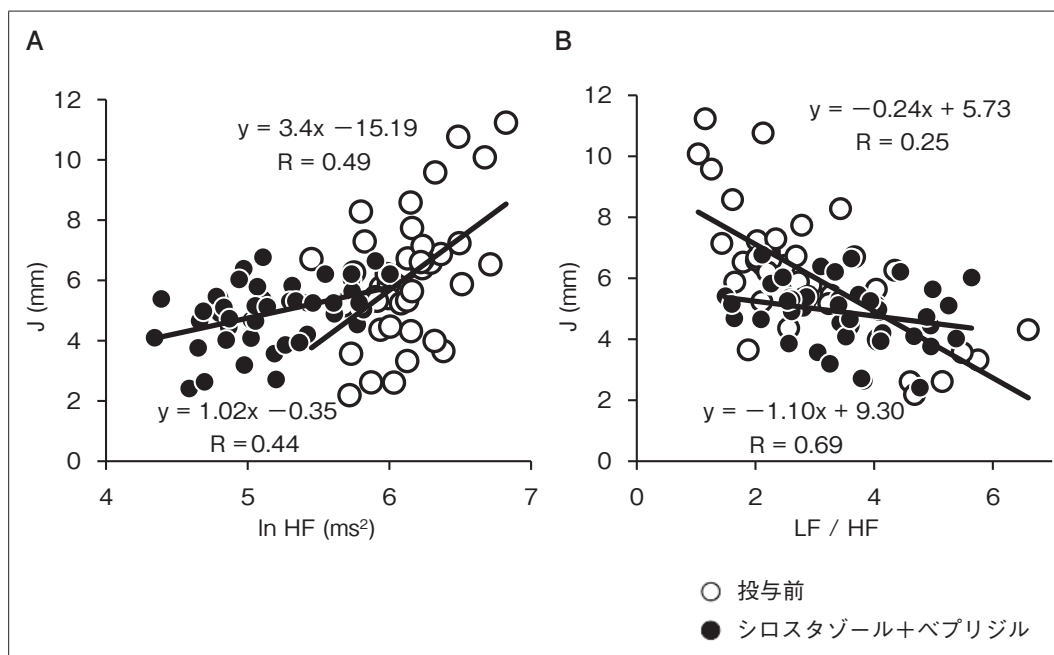 A
12
10
8
6
4
2
0
J (mm)
y = 3.4x −15.19
R = 0.49
y = 1.02x −0.35
R = 0.44
4 5 6 7
ln HF (ms²)
B
12
10
8
6
4
2
0
J (mm)
y = −0.24x + 5.73
R = 0.25
y = −1.10x + 9.30
R = 0.69
0 2 4 6
LF / HF
投与前
シロスタゾール＋ベプリジル